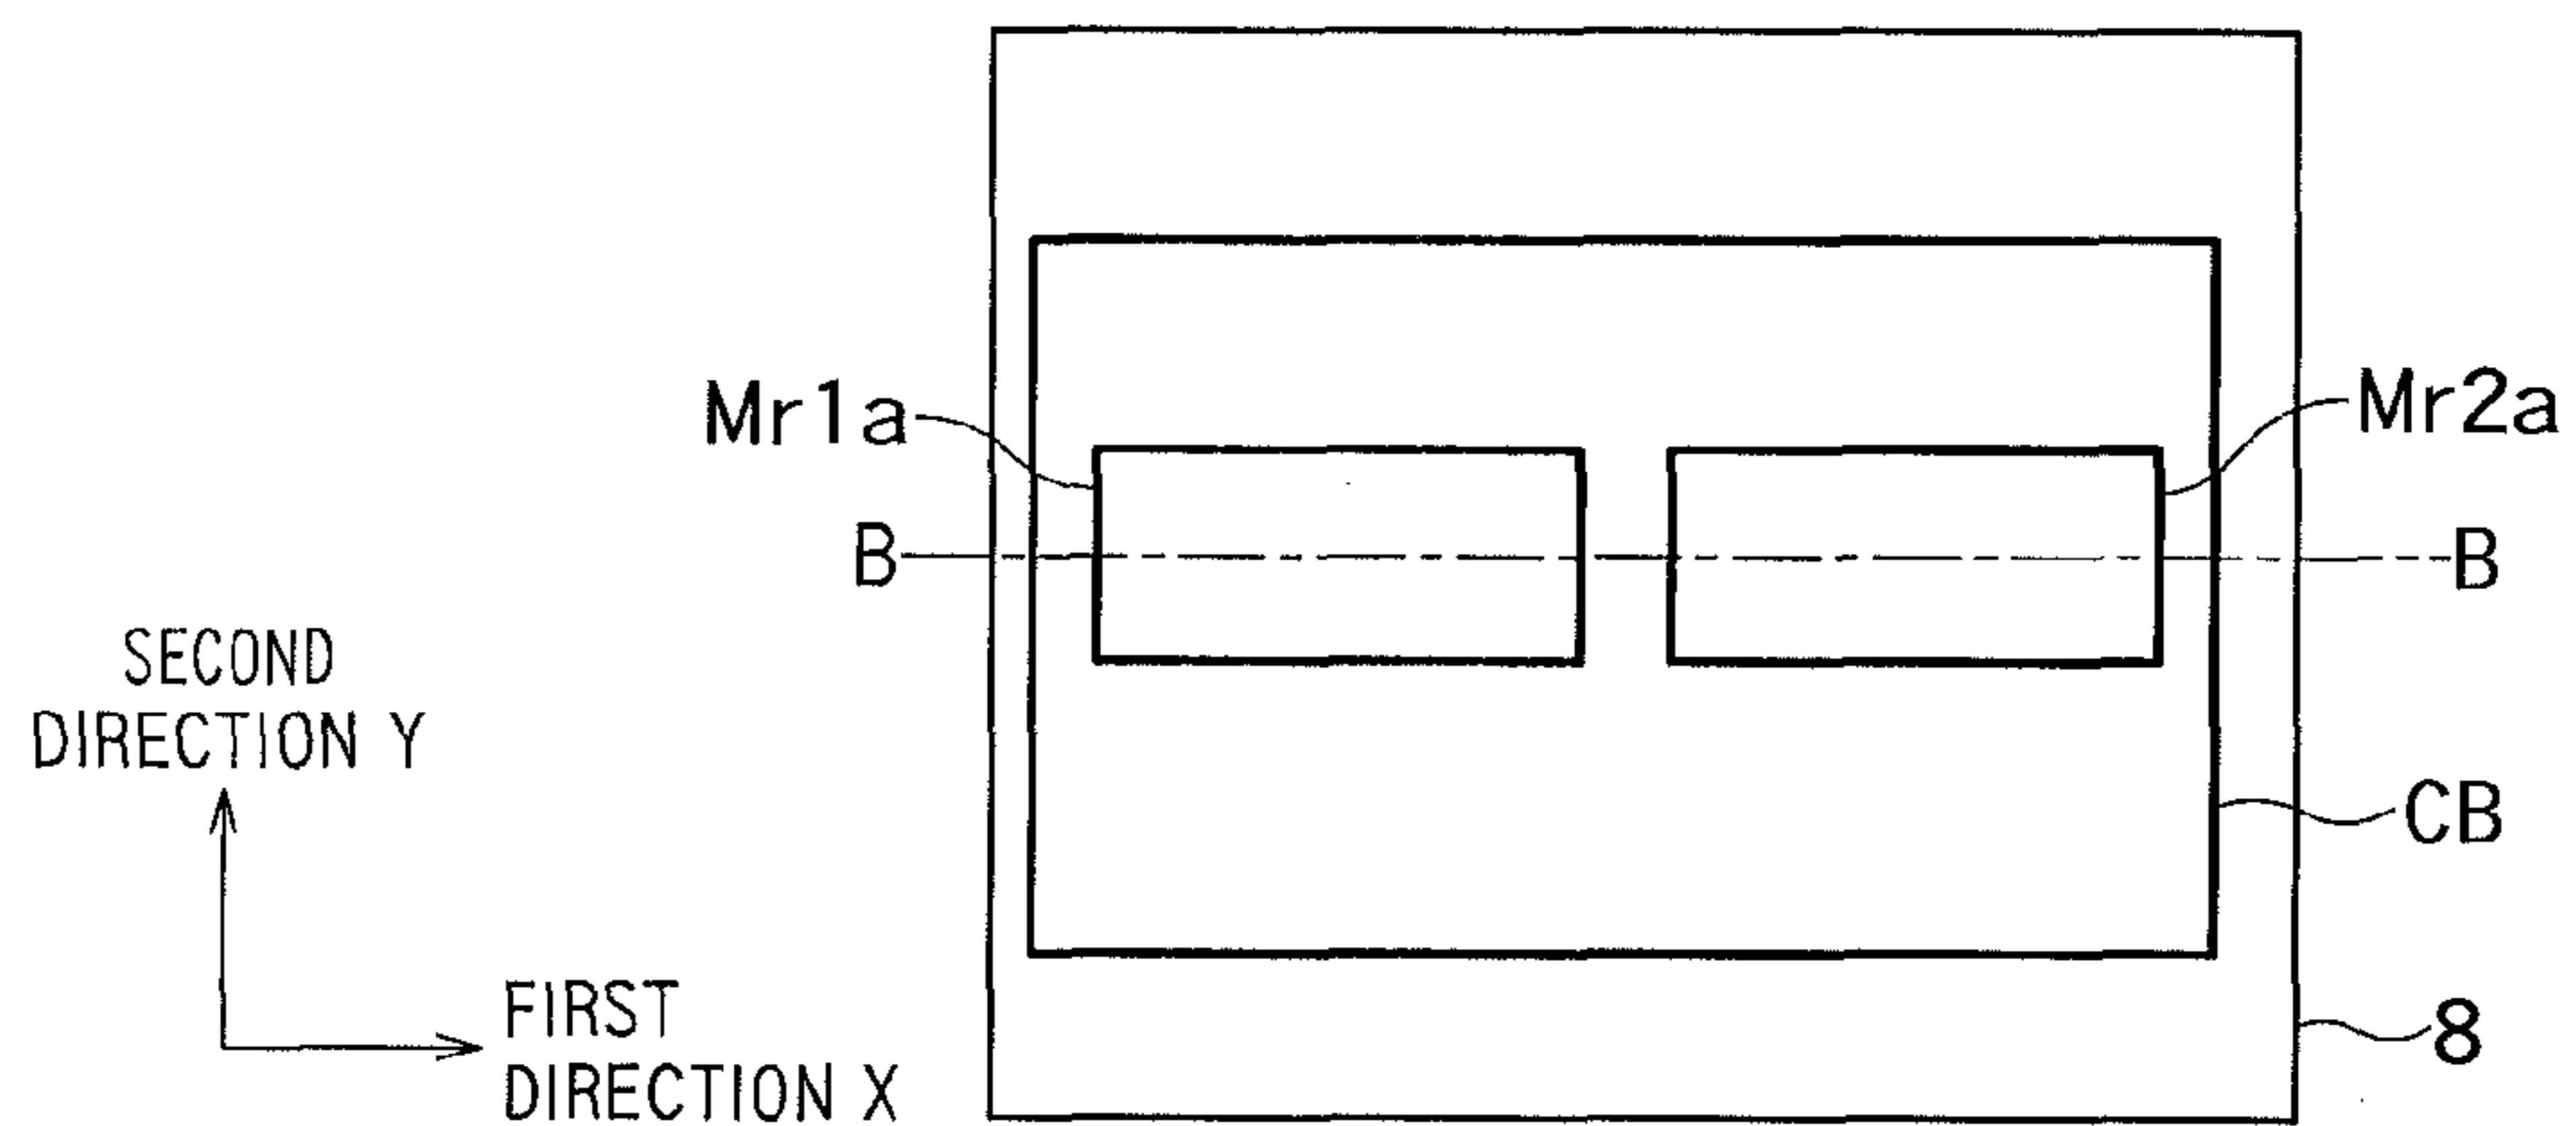 Mr1a
Mr2a
B
B
SECOND
DIRECTION Y
CB
FIRST
DIRECTION X
8